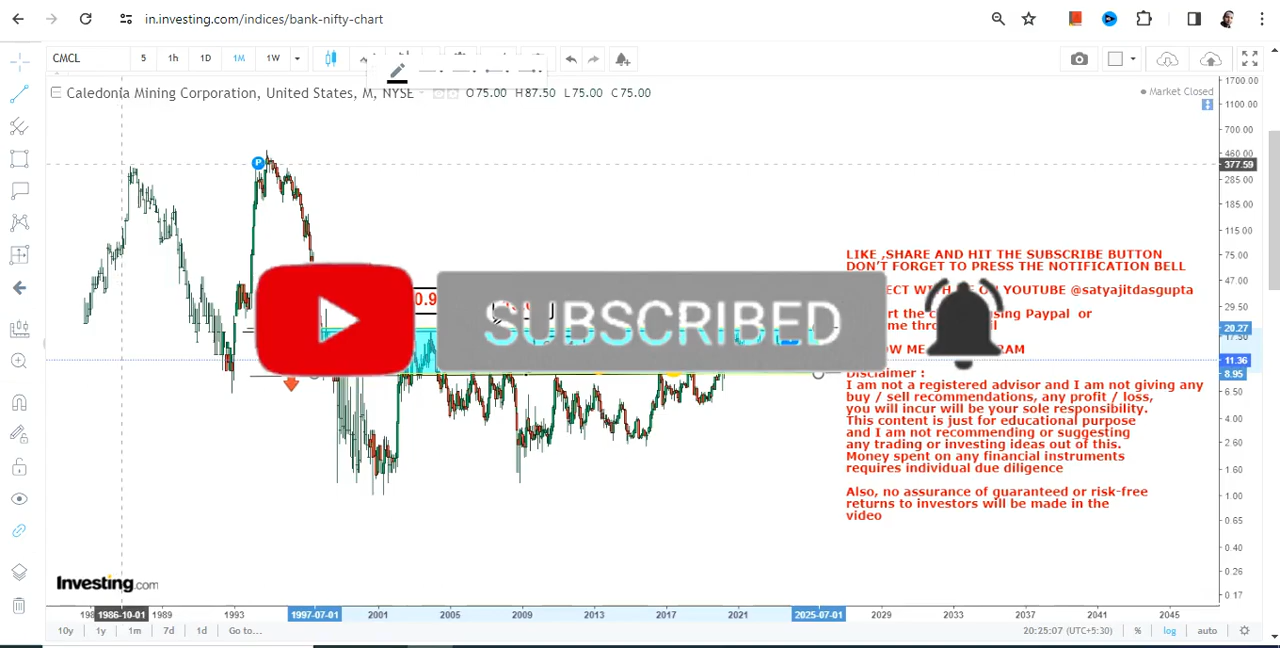 in.investing.com/indices/bank-nifty-chart
CMCL 5 1h 1D 1M 1W
Caledonia Mining Corporation, United States, M, NYSE O75.00 H87.50 L75.00 C75.00
Market Closed
1700.00
1100.00
700.00
460.00
377.59
285.00
185.00
115.00
75.00
47.00
29.50
20.27
11.36
8.95
6.50
4.00
2.60
1.60
1.00
0.65
0.40
0.26
0.17
P
LIKE ,SHARE AND HIT THE SUBSCRIBE BUTTON
DON'T FORGET TO PRESS THE NOTIFICATION BELL
ON YOUTUBE @satyajitdasgupta
using Paypal or
SUBSCRIBED
Disclaimer :
I am not a registered advisor and I am not giving any
buy / sell recommendations, any profit / loss,
you will incur will be your sole responsibility.
This content is just for educational purpose
and I am not recommending or suggesting
any trading or investing ideas out of this.
Money spent on any financial instruments
requires individual due diligence
Also, no assurance of guaranteed or risk-free
returns to investors will be made in the
video
Investing.com
1986-10-01 1989 1993 1997-07-01 2001 2005 2009 2013 2017 2021 2025-07-01 2029 2033 2037 2041 2045
10y 1y 1m 7d 1d Go to... 20:25:07 (UTC+5:30) % log auto